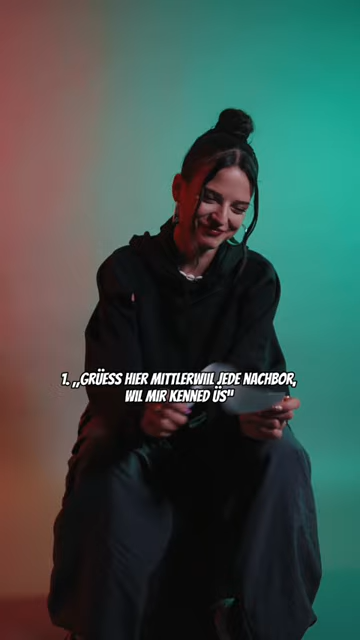 1. „GRÜESS HIER MITTLERWIIL JEDE NACHBOR,
WIL MIR KENNED ÜS“